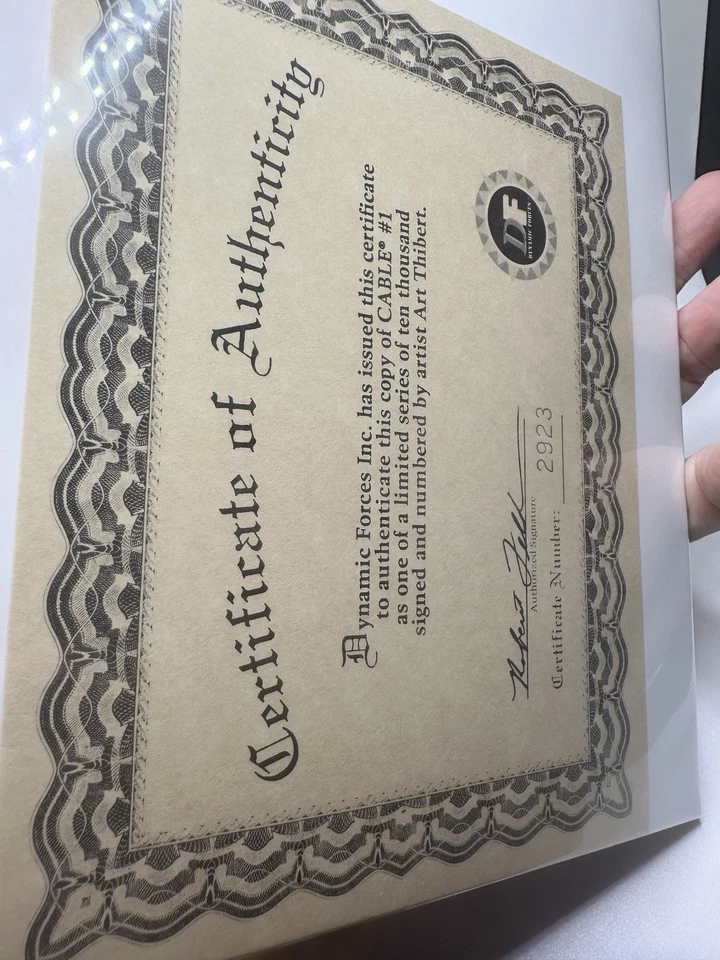 Certificate of Authenticity
Dynamic Forces Inc. has issued this certificate
to authenticate this copy of CABLE® #1
as one of a limited series of ten thousand
signed and numbered by artist Art Thibert.
DF
DYNAMIC FORCES
Authorized Signature
Certificate Number: 2923